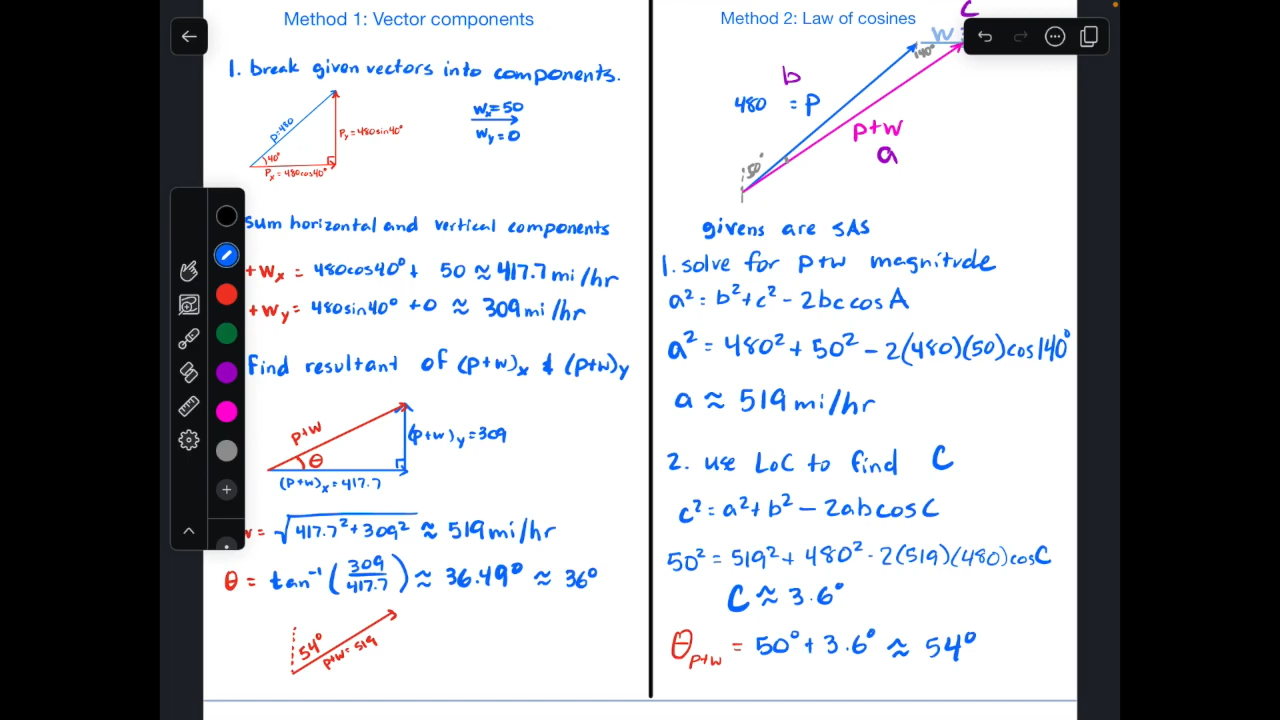 Method 1: Vector components
1. break given vectors into components.
p=480
40°
Py = 480sin40°
Px = 480cos40°
Wx=50
Wy=0
sum horizontal and vertical components
+Wx = 480cos40° + 50 ≈ 417.7 mi/hr
+Wy = 480sin40° + 0 ≈ 309 mi/hr
Find resultant of (p+w)x & (p+w)y
p+w
θ
(p+w)y = 309
(p+w)x = 417.7
= √417.7² + 309² ≈ 519 mi/hr
θ = tan⁻¹ (309/417.7) ≈ 36.49° ≈ 36°
54°
p+w = 519
Method 2: Law of cosines
C
W
140°
b
480 = p
p+w
a
50°
givens are SAS
1. solve for p+w magnitude
a² = b² + c² - 2bc cos A
a² = 480² + 50² - 2(480)(50)cos140°
a ≈ 519 mi/hr
2. use LoC to find C
c² = a² + b² - 2ab cos C
50² = 519² + 480² - 2(519)(480)cosC
C ≈ 3.6°
θp+w = 50° + 3.6° ≈ 54°